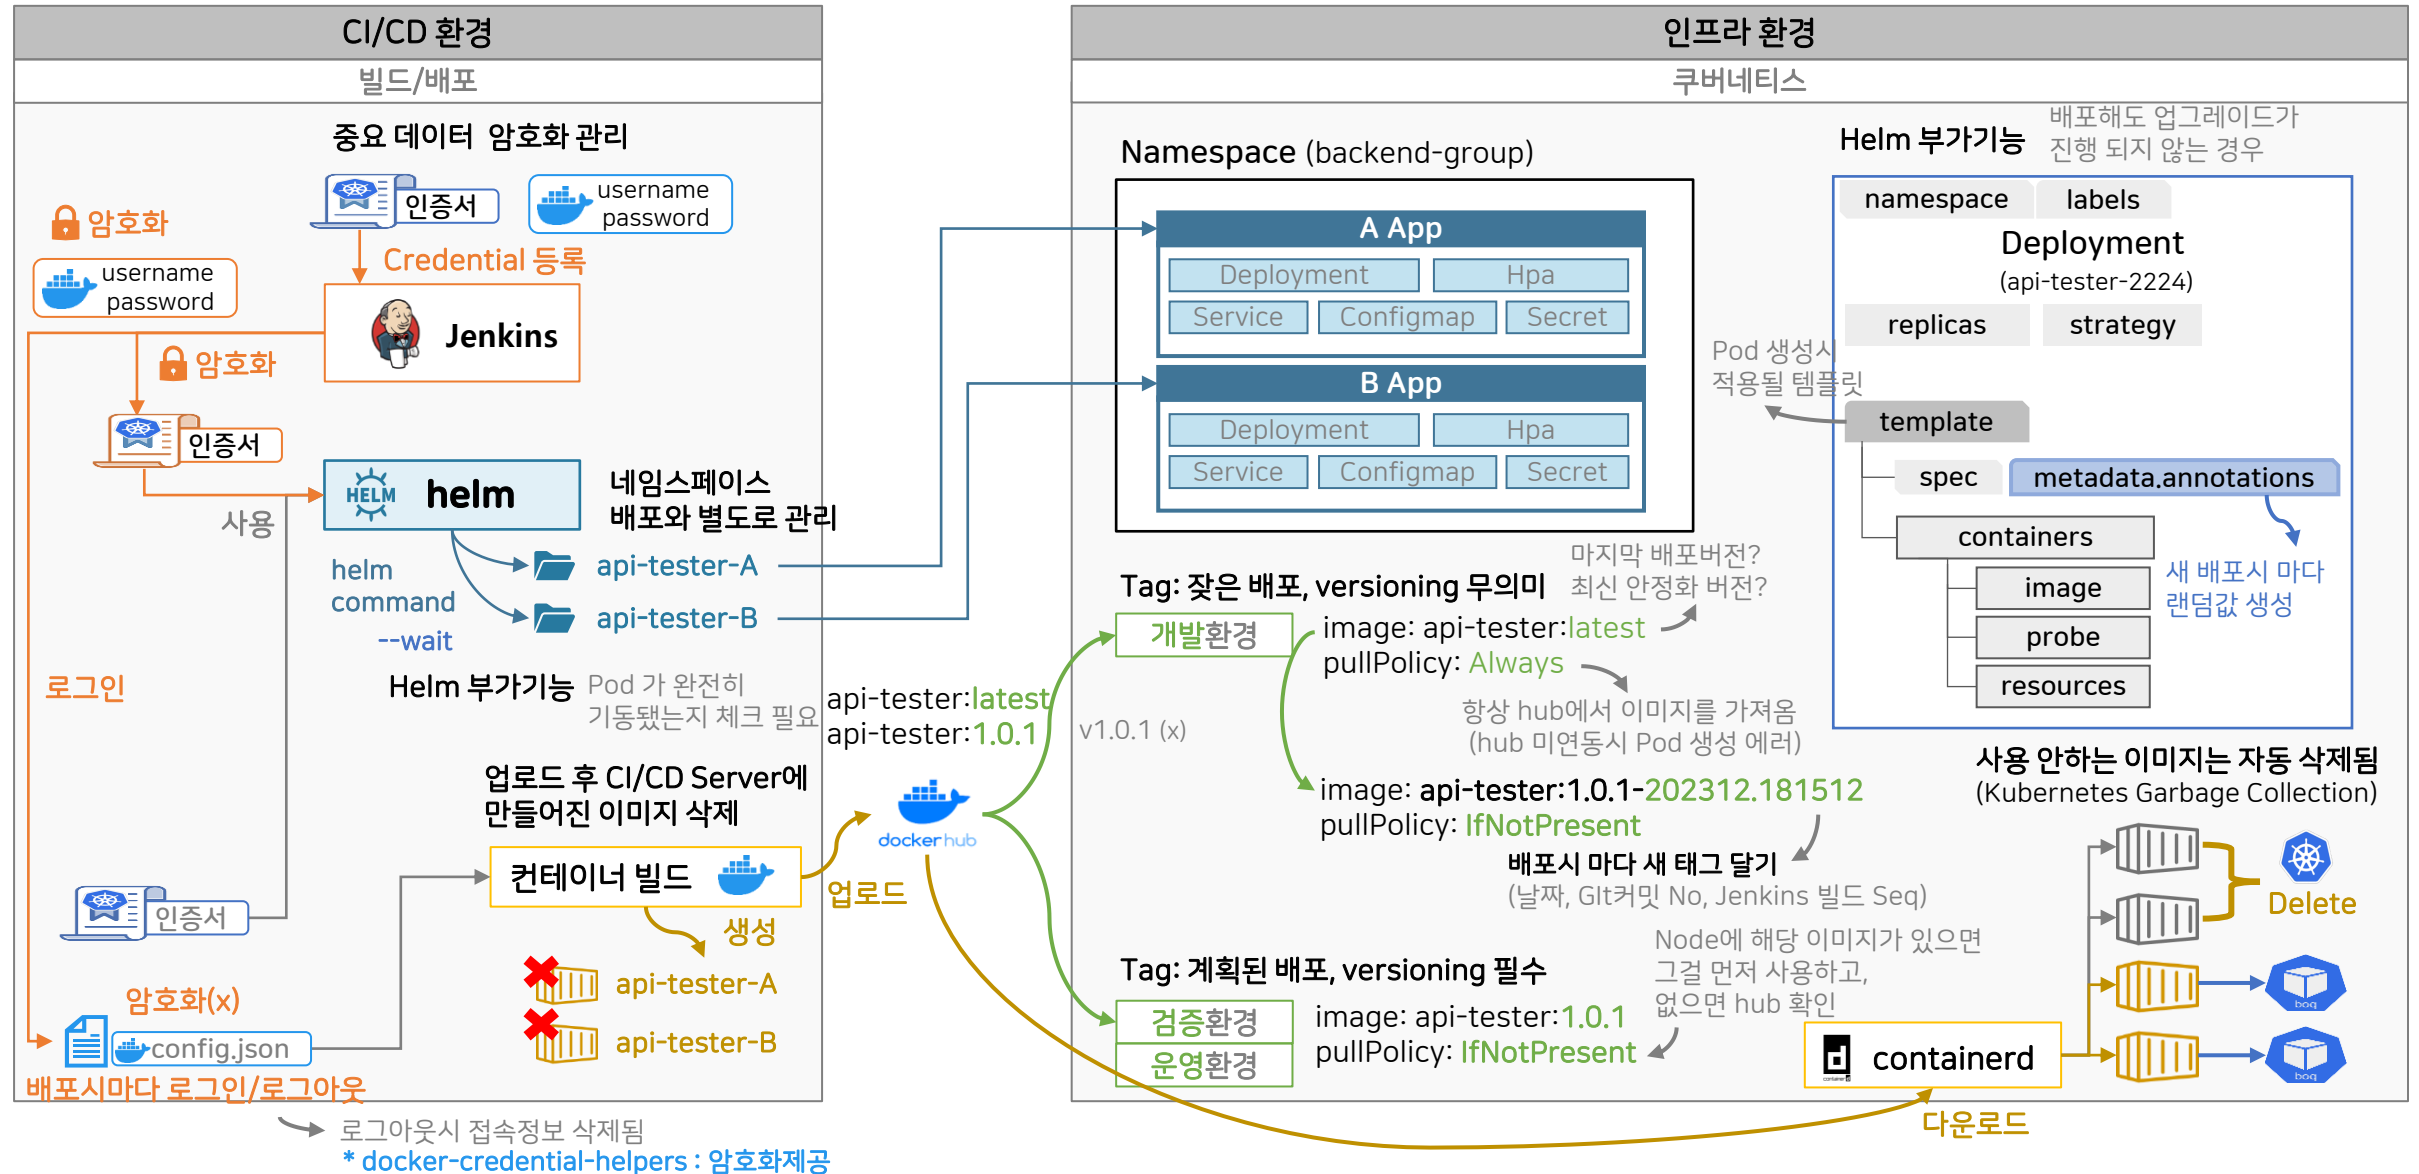 CI/CD 환경
빌드/배포
중요 데이터 암호화 관리
인증서
username
password
암호화
username
password
Credential 등록
Jenkins
암호화
인증서
사용
HELM
helm
네임스페이스
배포와 별도로 관리
helm
command
--wait
api-tester-A
api-tester-B
로그인
Helm 부가기능
Pod 가 완전히
기동됐는지 체크 필요
업로드 후 CI/CD Server에
만들어진 이미지 삭제
컨테이너 빌드
생성
api-tester-A
api-tester-B
인증서
암호화(x)
config.json
배포시마다 로그인/로그아웃
로그아웃시 접속정보 삭제됨
* docker-credential-helpers : 암호화제공
api-tester:latest
api-tester:1.0.1
v1.0.1 (x)
dockerhub
업로드
인프라 환경
쿠버네티스
Namespace (backend-group)
A App
Deployment
Hpa
Service
Configmap
Secret
B App
Deployment
Hpa
Service
Configmap
Secret
Tag: 잦은 배포, versioning 무의미
마지막 배포버전?
최신 안정화 버전?
개발환경
image: api-tester:latest
pullPolicy: Always
항상 hub에서 이미지를 가져옴
(hub 미연동시 Pod 생성 에러)
image: api-tester:1.0.1-202312.181512
pullPolicy: IfNotPresent
배포시 마다 새 태그 달기
(날짜, GIt커밋 No, Jenkins 빌드 Seq)
Tag: 계획된 배포, versioning 필수
Node에 해당 이미지가 있으면
그걸 먼저 사용하고,
없으면 hub 확인
검증환경
운영환경
image: api-tester:1.0.1
pullPolicy: IfNotPresent
Helm 부가기능
배포해도 업그레이드가
진행 되지 않는 경우
namespace
labels
Deployment
(api-tester-2224)
replicas
strategy
Pod 생성시
적용될 템플릿
template
spec
metadata.annotations
containers
image
probe
resources
새 배포시 마다
랜덤값 생성
사용 안하는 이미지는 자동 삭제됨
(Kubernetes Garbage Collection)
Delete
containerd
다운로드